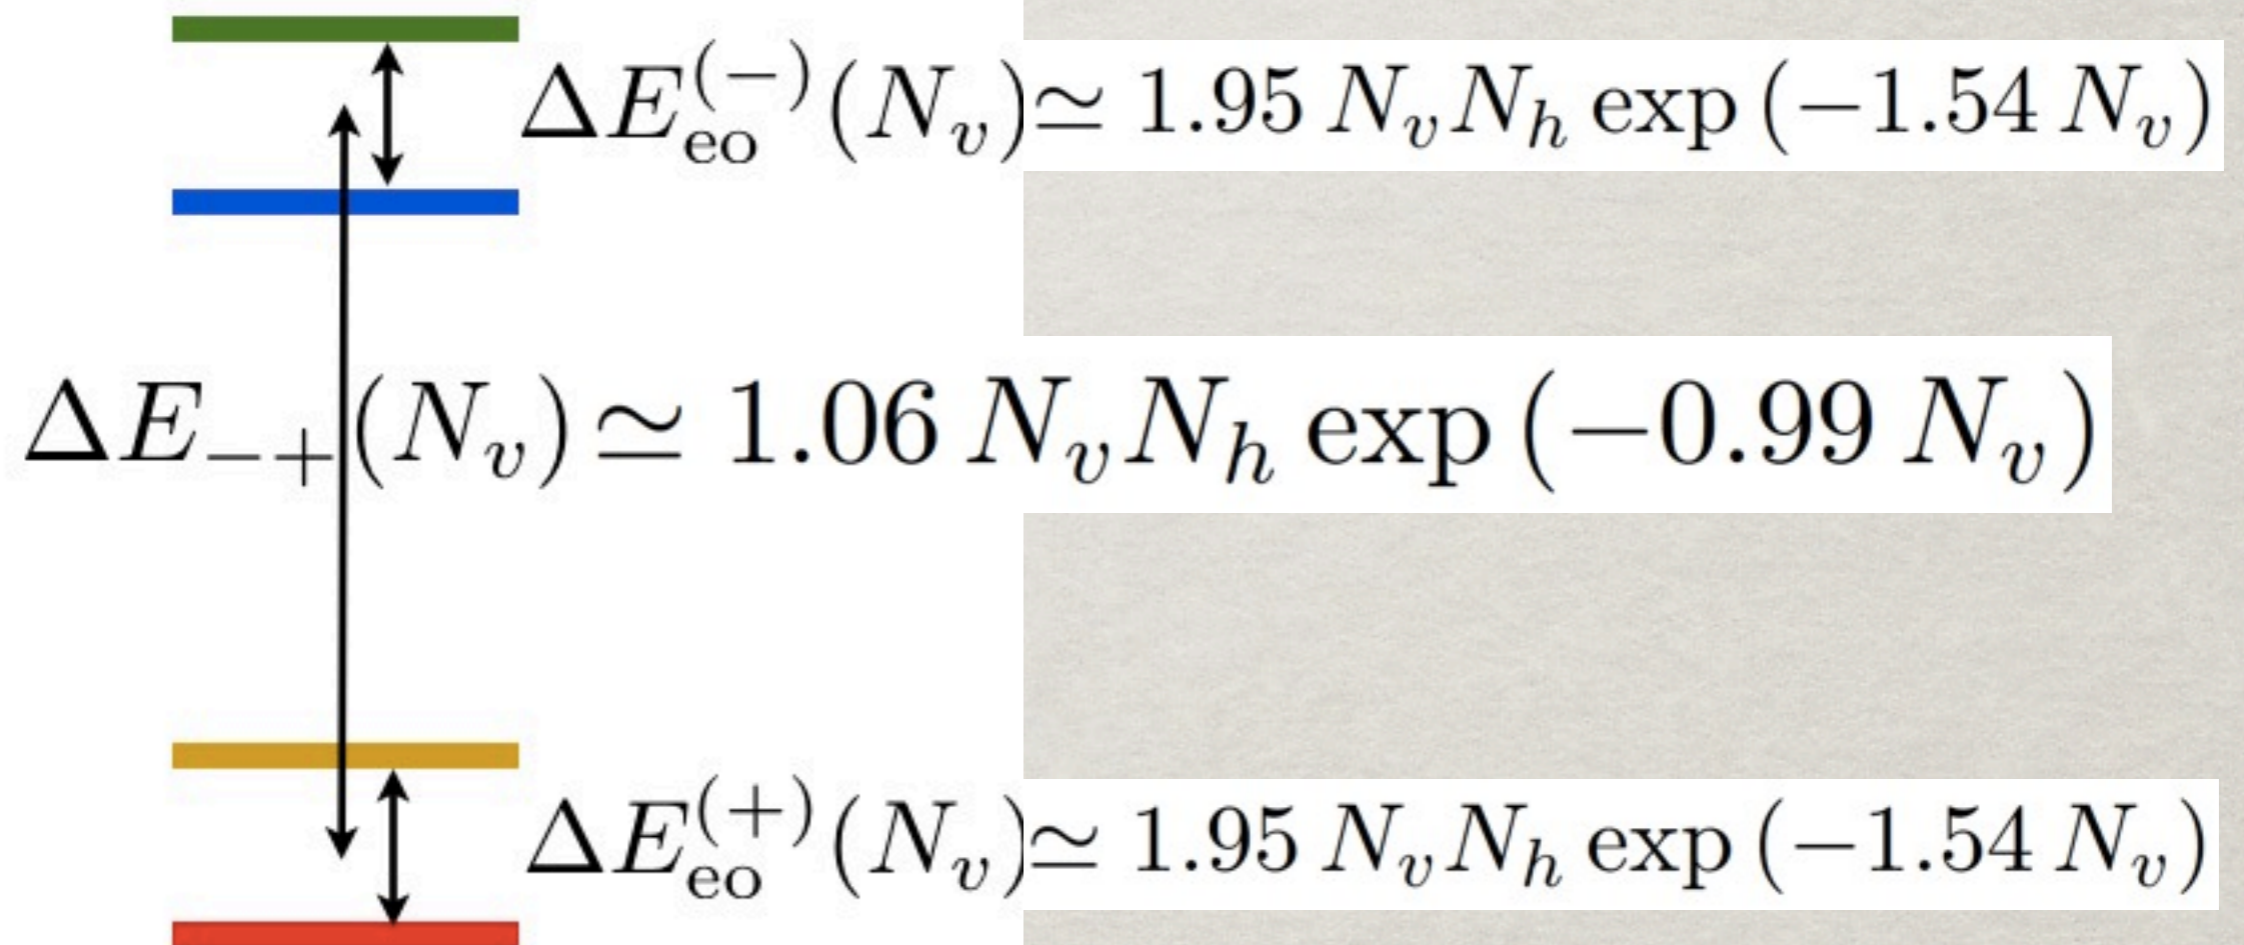 ΔE_eo^(−)(N_v) ≃ 1.95 N_v N_h exp (−1.54 N_v)
ΔE_−+(N_v) ≃ 1.06 N_v N_h exp (−0.99 N_v)
ΔE_eo^(+)(N_v) ≃ 1.95 N_v N_h exp (−1.54 N_v)